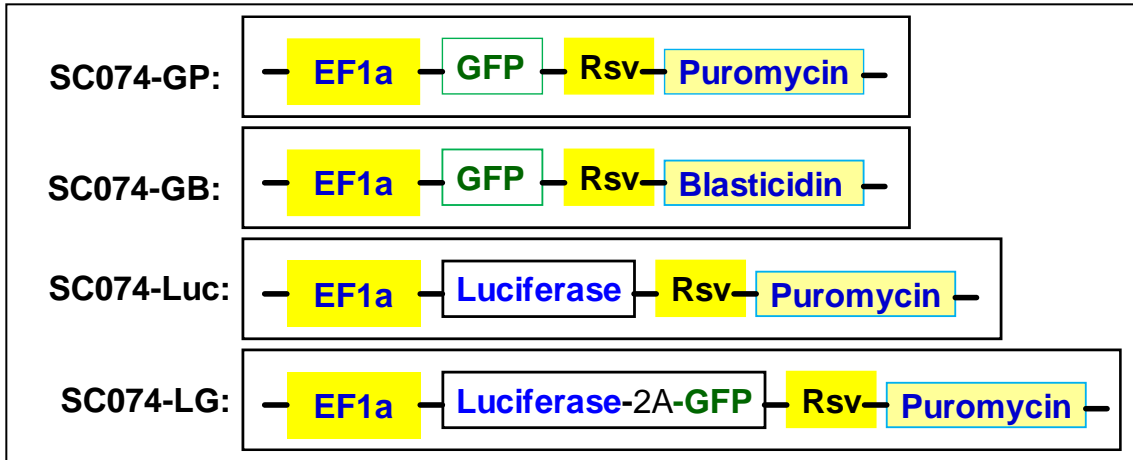 SC074-GP: EF1a GFP Rsv Puromycin
SC074-GB: EF1a GFP Rsv Blasticidin
SC074-Luc: EF1a Luciferase Rsv Puromycin
SC074-LG: EF1a Luciferase-2A-GFP Rsv Puromycin